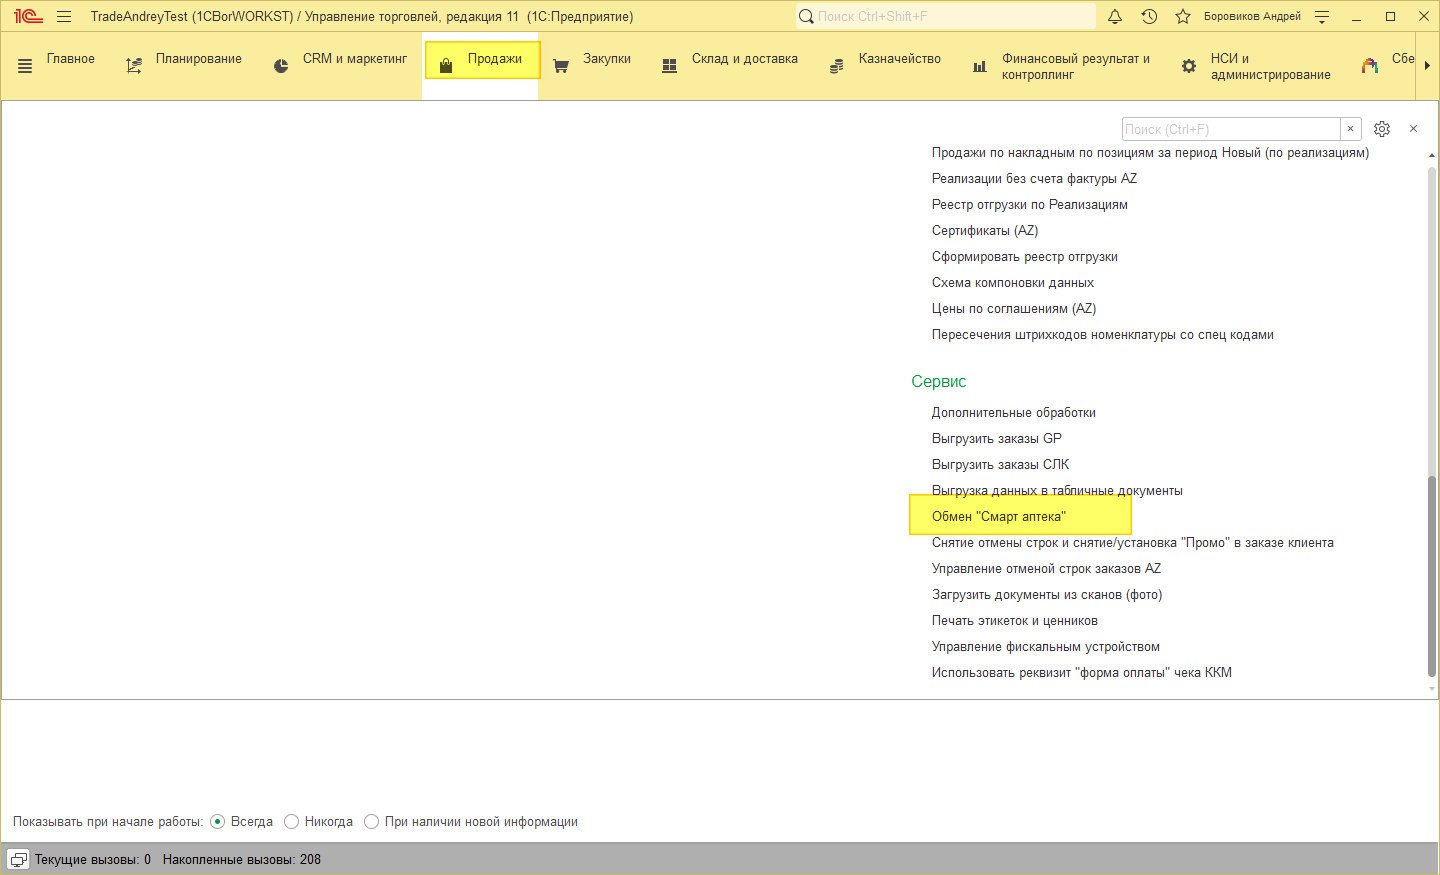 1С TradeAndreyTest (1CBorWORKST) / Управление торговлей, редакция 11 (1С:Предприятие) Поиск Ctrl+Shift+F Боровиков Андрей
Главное
Планирование
CRM и маркетинг
Продажи
Закупки
Склад и доставка
Казначейство
Финансовый результат и
контроллинг
НСИ и
администрирование
Сбе
Поиск (Ctrl+F)
Продажи по накладным по позициям за период Новый (по реализациям)
Реализации без счета фактуры AZ
Реестр отгрузки по Реализациям
Сертификаты (AZ)
Сформировать реестр отгрузки
Схема компоновки данных
Цены по соглашениям (AZ)
Пересечения штрихкодов номенклатуры со спец кодами
Сервис
Дополнительные обработки
Выгрузить заказы GP
Выгрузить заказы СЛК
Выгрузка данных в табличные документы
Обмен "Смарт аптека"
Снятие отмены строк и снятие/установка "Промо" в заказе клиента
Управление отменой строк заказов AZ
Загрузить документы из сканов (фото)
Печать этикеток и ценников
Управление фискальным устройством
Использовать реквизит "форма оплаты" чека ККМ
Показывать при начале работы: Всегда Никогда При наличии новой информации
Текущие вызовы: 0 Накопленные вызовы: 208